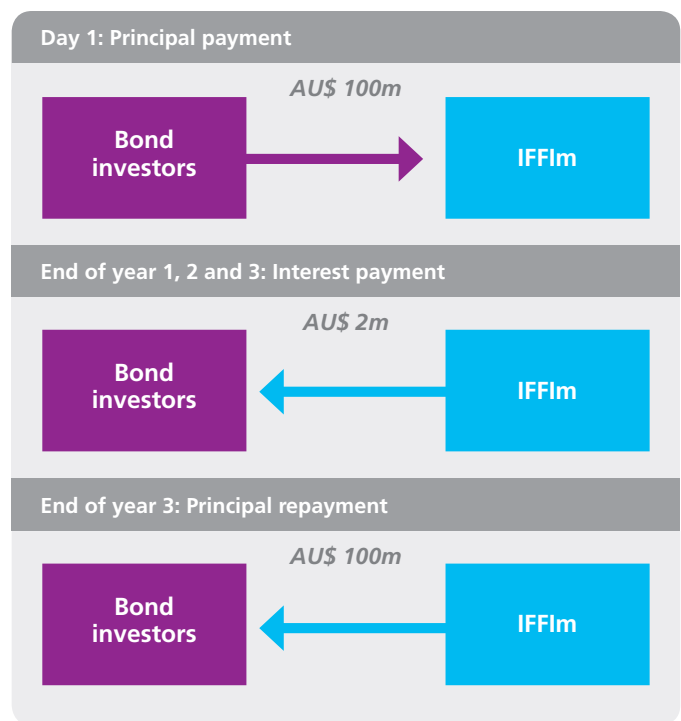 Day 1: Principal payment
AU$ 100m
Bond
investors
IFFIm
End of year 1, 2 and 3: Interest payment
AU$ 2m
Bond
investors
IFFIm
End of year 3: Principal repayment
AU$ 100m
Bond
investors
IFFIm